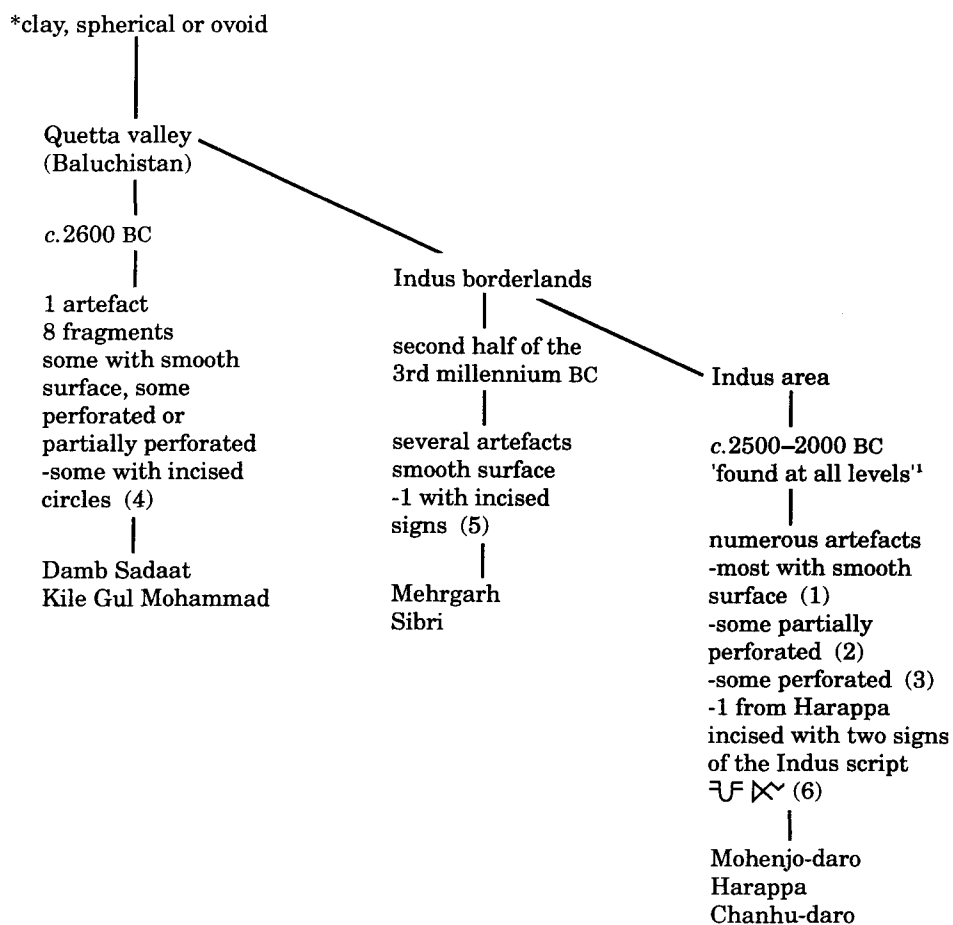 *clay, spherical or ovoid
Quetta valley
(Baluchistan)
c.2600 BC
1 artefact
8 fragments
some with smooth
surface, some
perforated or
partially perforated
-some with incised
circles (4)
Damb Sadaat
Kile Gul Mohammad
Indus borderlands
second half of the
3rd millennium BC
several artefacts
smooth surface
-1 with incised
signs (5)
Mehrgarh
Sibri
Indus area
c.2500–2000 BC
'found at all levels'¹
numerous artefacts
-most with smooth
surface (1)
-some partially
perforated (2)
-some perforated (3)
-1 from Harappa
incised with two signs
of the Indus script
(6)
Mohenjo-daro
Harappa
Chanhu-daro